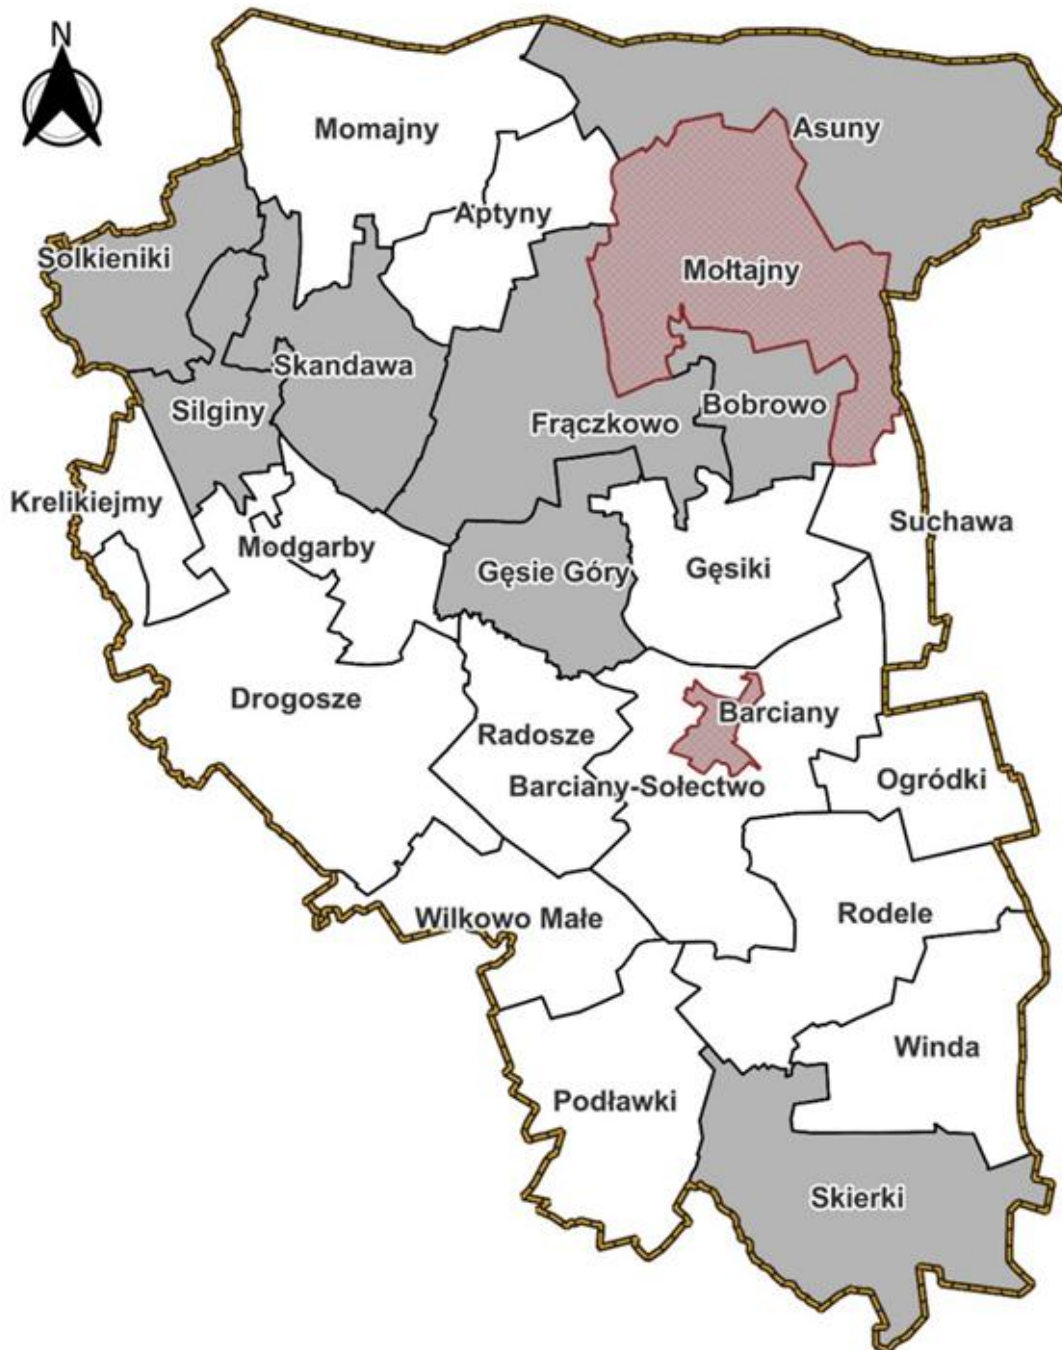 N
Momajny
Asuny
Aptyny
Sołkieniki
Mołtajny
Skandawa
Silginy
Bobrowo
Frączkowo
Krelikiejmy
Suchawa
Modgarby
Gęsie Góry
Gęsiki
Drogosze
Barciany
Radosze
Ogródki
Barciany-Sołectwo
Rodele
Wilkowo Małe
Winda
Podławki
Skierki